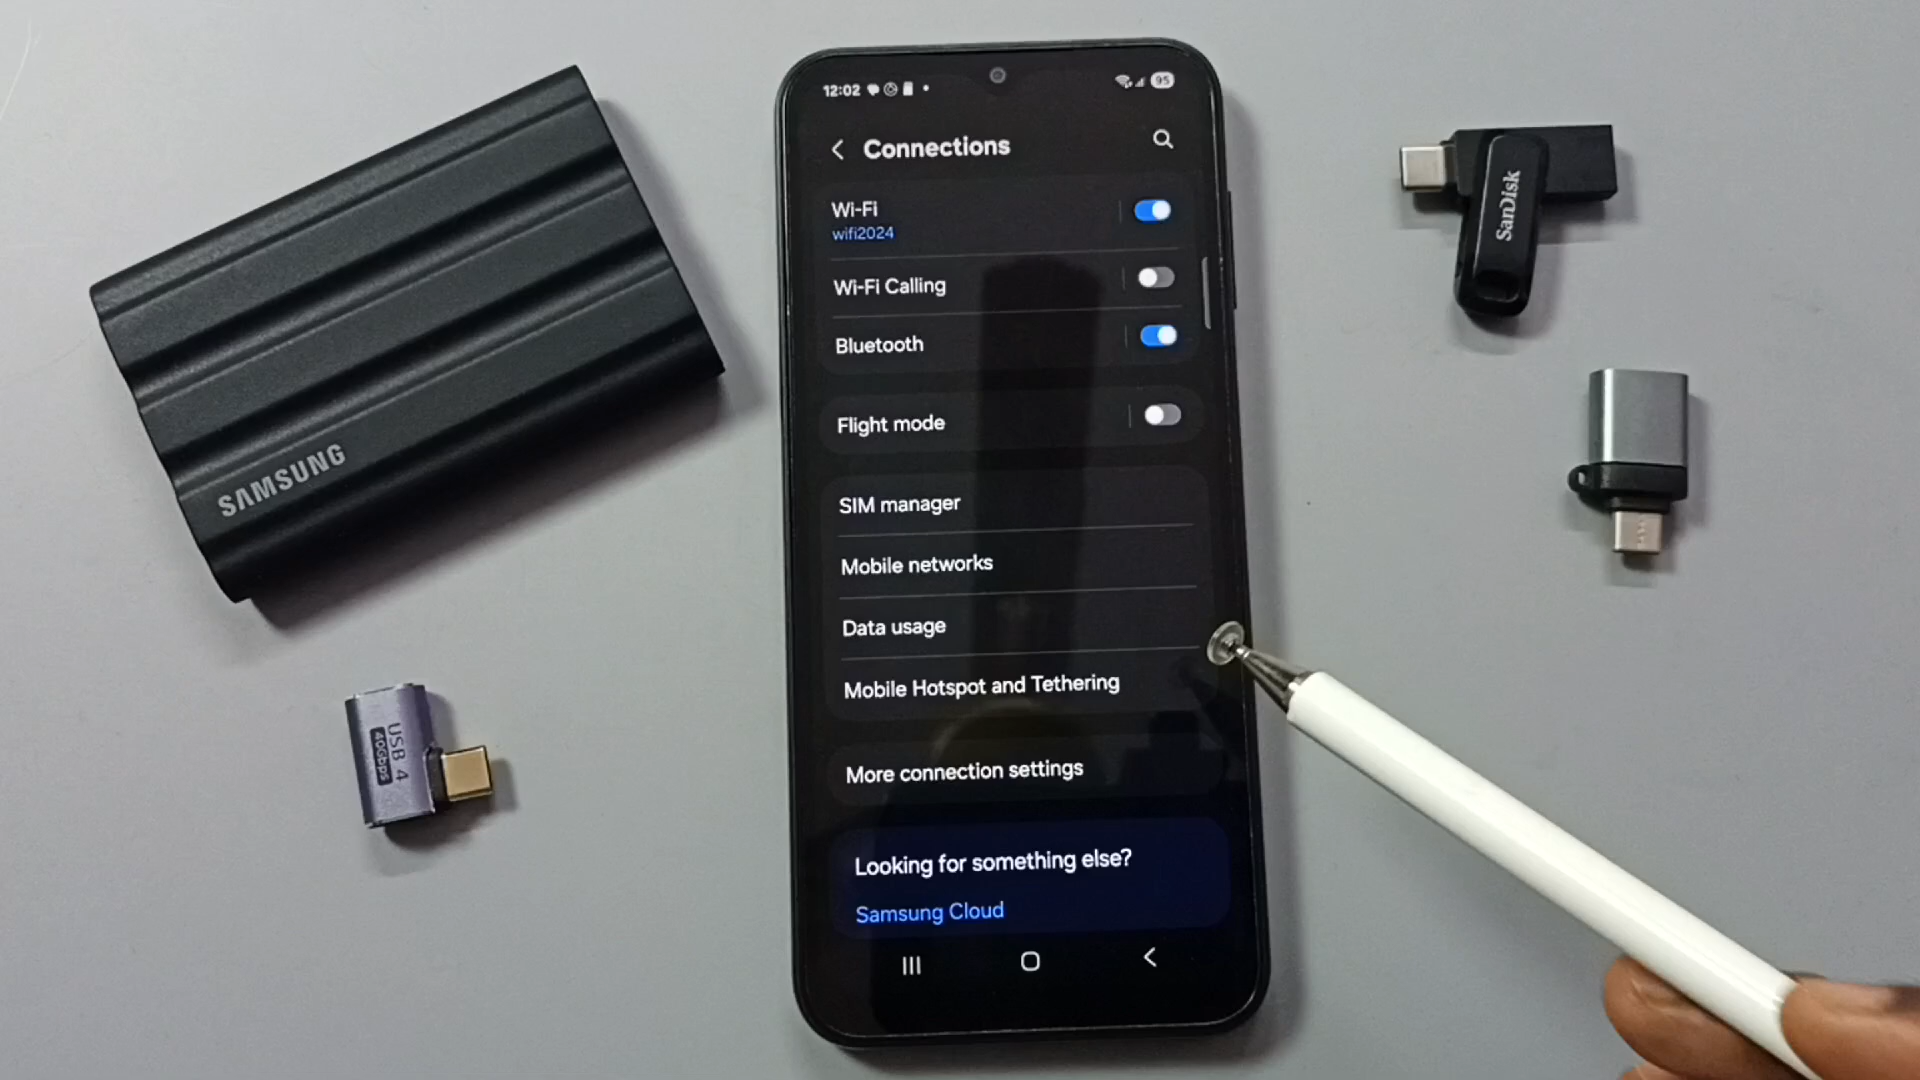 12:02
95
Connections
Wi-Fi
wifi2024
Wi-Fi Calling
Bluetooth
Flight mode
SIM manager
Mobile networks
Data usage
Mobile Hotspot and Tethering
More connection settings
Looking for something else?
Samsung Cloud
SAMSUNG
USB 4
40Gbps
SanDisk